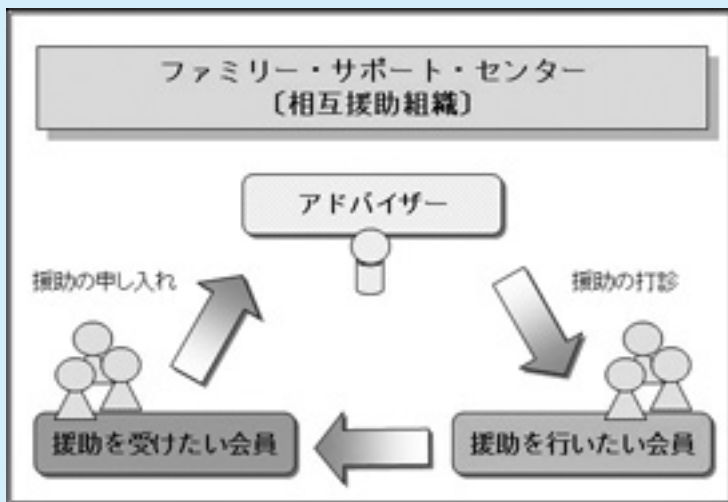 ファミリー・サポート・センター
〔相互援助組織〕
アドバイザー
援助の申し入れ
援助の打診
援助を受けたい会員
援助を行いたい会員